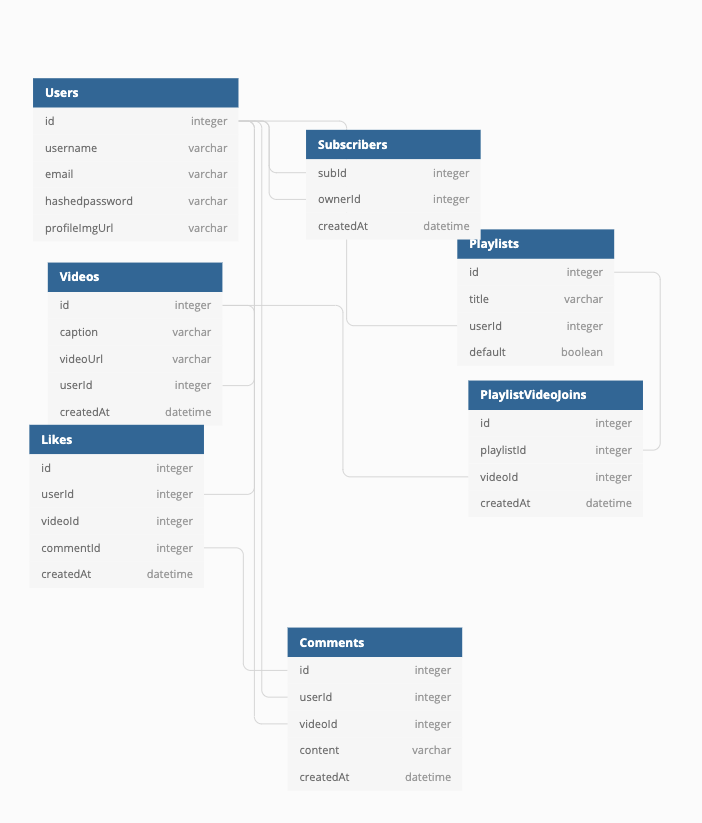 Users
id integer
username varchar
email varchar
hashedpassword varchar
profileImgUrl varchar
Subscribers
subId integer
ownerId integer
createdAt datetime
Playlists
id integer
title varchar
userId integer
default boolean
Videos
id integer
caption varchar
videoUrl varchar
userId integer
createdAt datetime
PlaylistVideoJoins
id integer
playlistId integer
videoId integer
createdAt datetime
Likes
id integer
userId integer
videoId integer
commentId integer
createdAt datetime
Comments
id integer
userId integer
videoId integer
content varchar
createdAt datetime